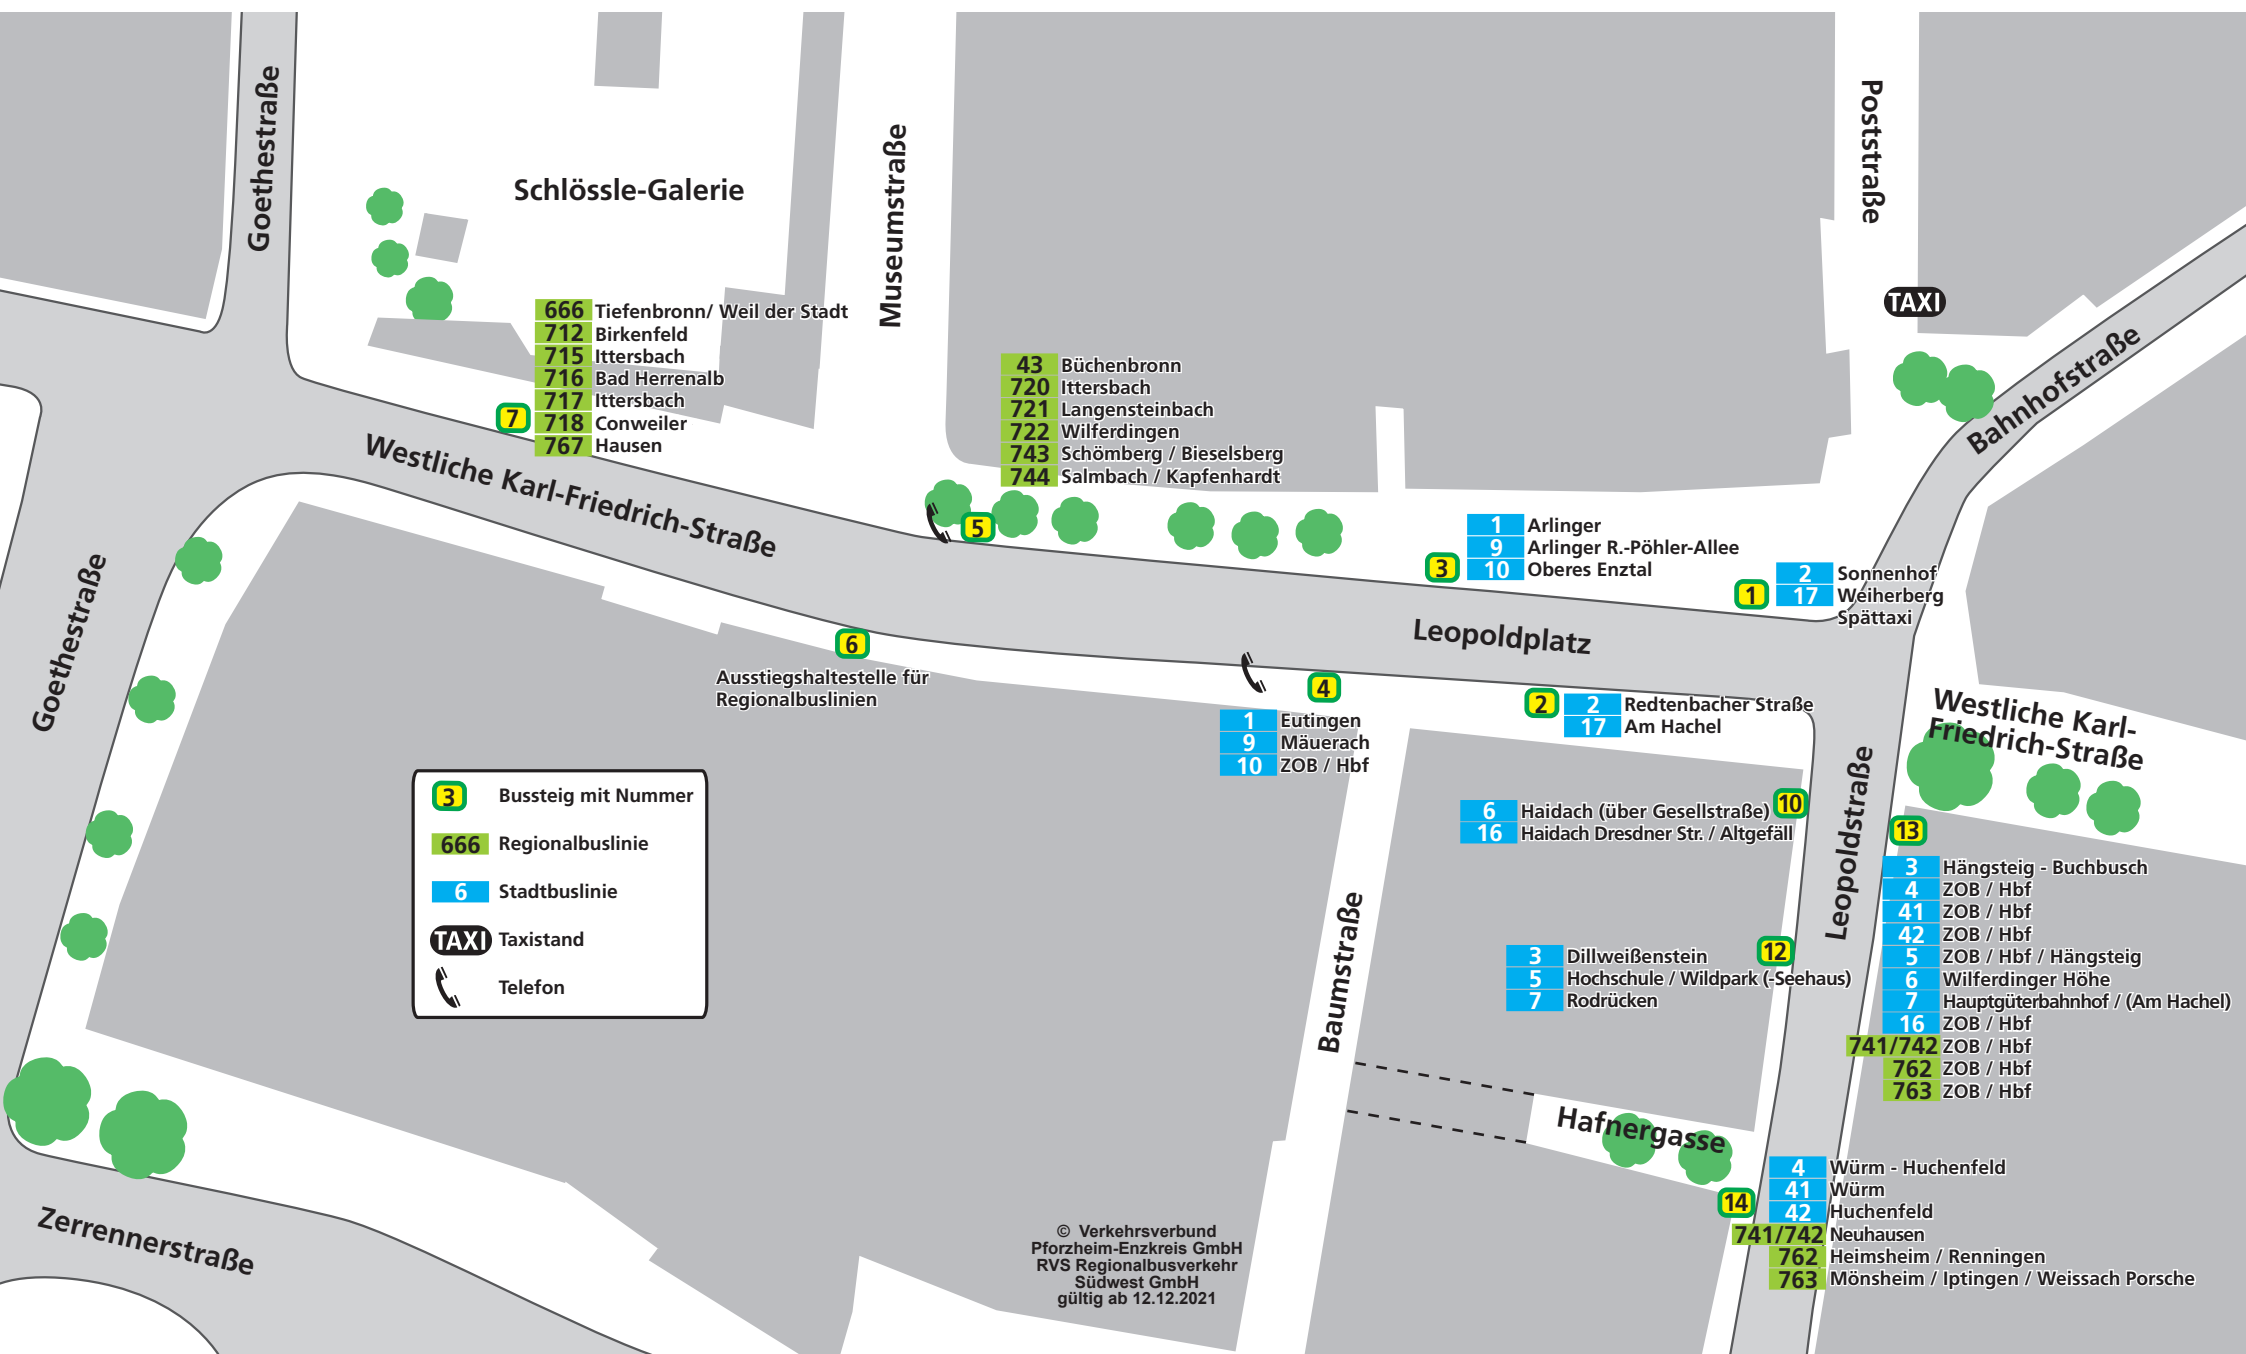 Goethestraße
Schlössle-Galerie
Museumstraße
Poststraße
TAXI
Bahnhofstraße
7
666 Tiefenbronn/ Weil der Stadt
712 Birkenfeld
715 Ittersbach
716 Bad Herrenalb
717 Ittersbach
718 Conweiler
767 Hausen
Westliche Karl-Friedrich-Straße
43 Büchenbronn
720 Ittersbach
721 Langensteinbach
722 Wilferdingen
743 Schömberg / Bieselsberg
744 Salmbach / Kapfenhardt
5
3
1 Arlinger
9 Arlinger R.-Pöhler-Allee
10 Oberes Enztal
1
2 Sonnenhof
17 Weiherberg
Spättaxi
Leopoldplatz
Goethestraße
6
Ausstiegshaltestelle für
Regionalbuslinien
4
1 Eutingen
9 Mäuerach
10 ZOB / Hbf
2
2 Redtenbacher Straße
17 Am Hachel
Westliche Karl-
Friedrich-Straße
3 Bussteig mit Nummer
666 Regionalbuslinie
6 Stadtbuslinie
TAXI Taxistand
Telefon
10
6 Haidach (über Gesellstraße)
16 Haidach Dresdner Str. / Altgefäll
Leopoldstraße
13
3 Hängsteig - Buchbusch
4 ZOB / Hbf
41 ZOB / Hbf
42 ZOB / Hbf
5 ZOB / Hbf / Hängsteig
6 Wilferdinger Höhe
7 Hauptgüterbahnhof / (Am Hachel)
16 ZOB / Hbf
741/742 ZOB / Hbf
762 ZOB / Hbf
763 ZOB / Hbf
Baumstraße
12
3 Dillweißenstein
5 Hochschule / Wildpark (-Seehaus)
7 Rodrücken
Hafnergasse
14
4 Würm - Huchenfeld
41 Würm
42 Huchenfeld
741/742 Neuhausen
762 Heimsheim / Renningen
763 Mönsheim / Iptingen / Weissach Porsche
Zerrennerstraße
© Verkehrsverbund
Pforzheim-Enzkreis GmbH
RVS Regionalbusverkehr
Südwest GmbH
gültig ab 12.12.2021